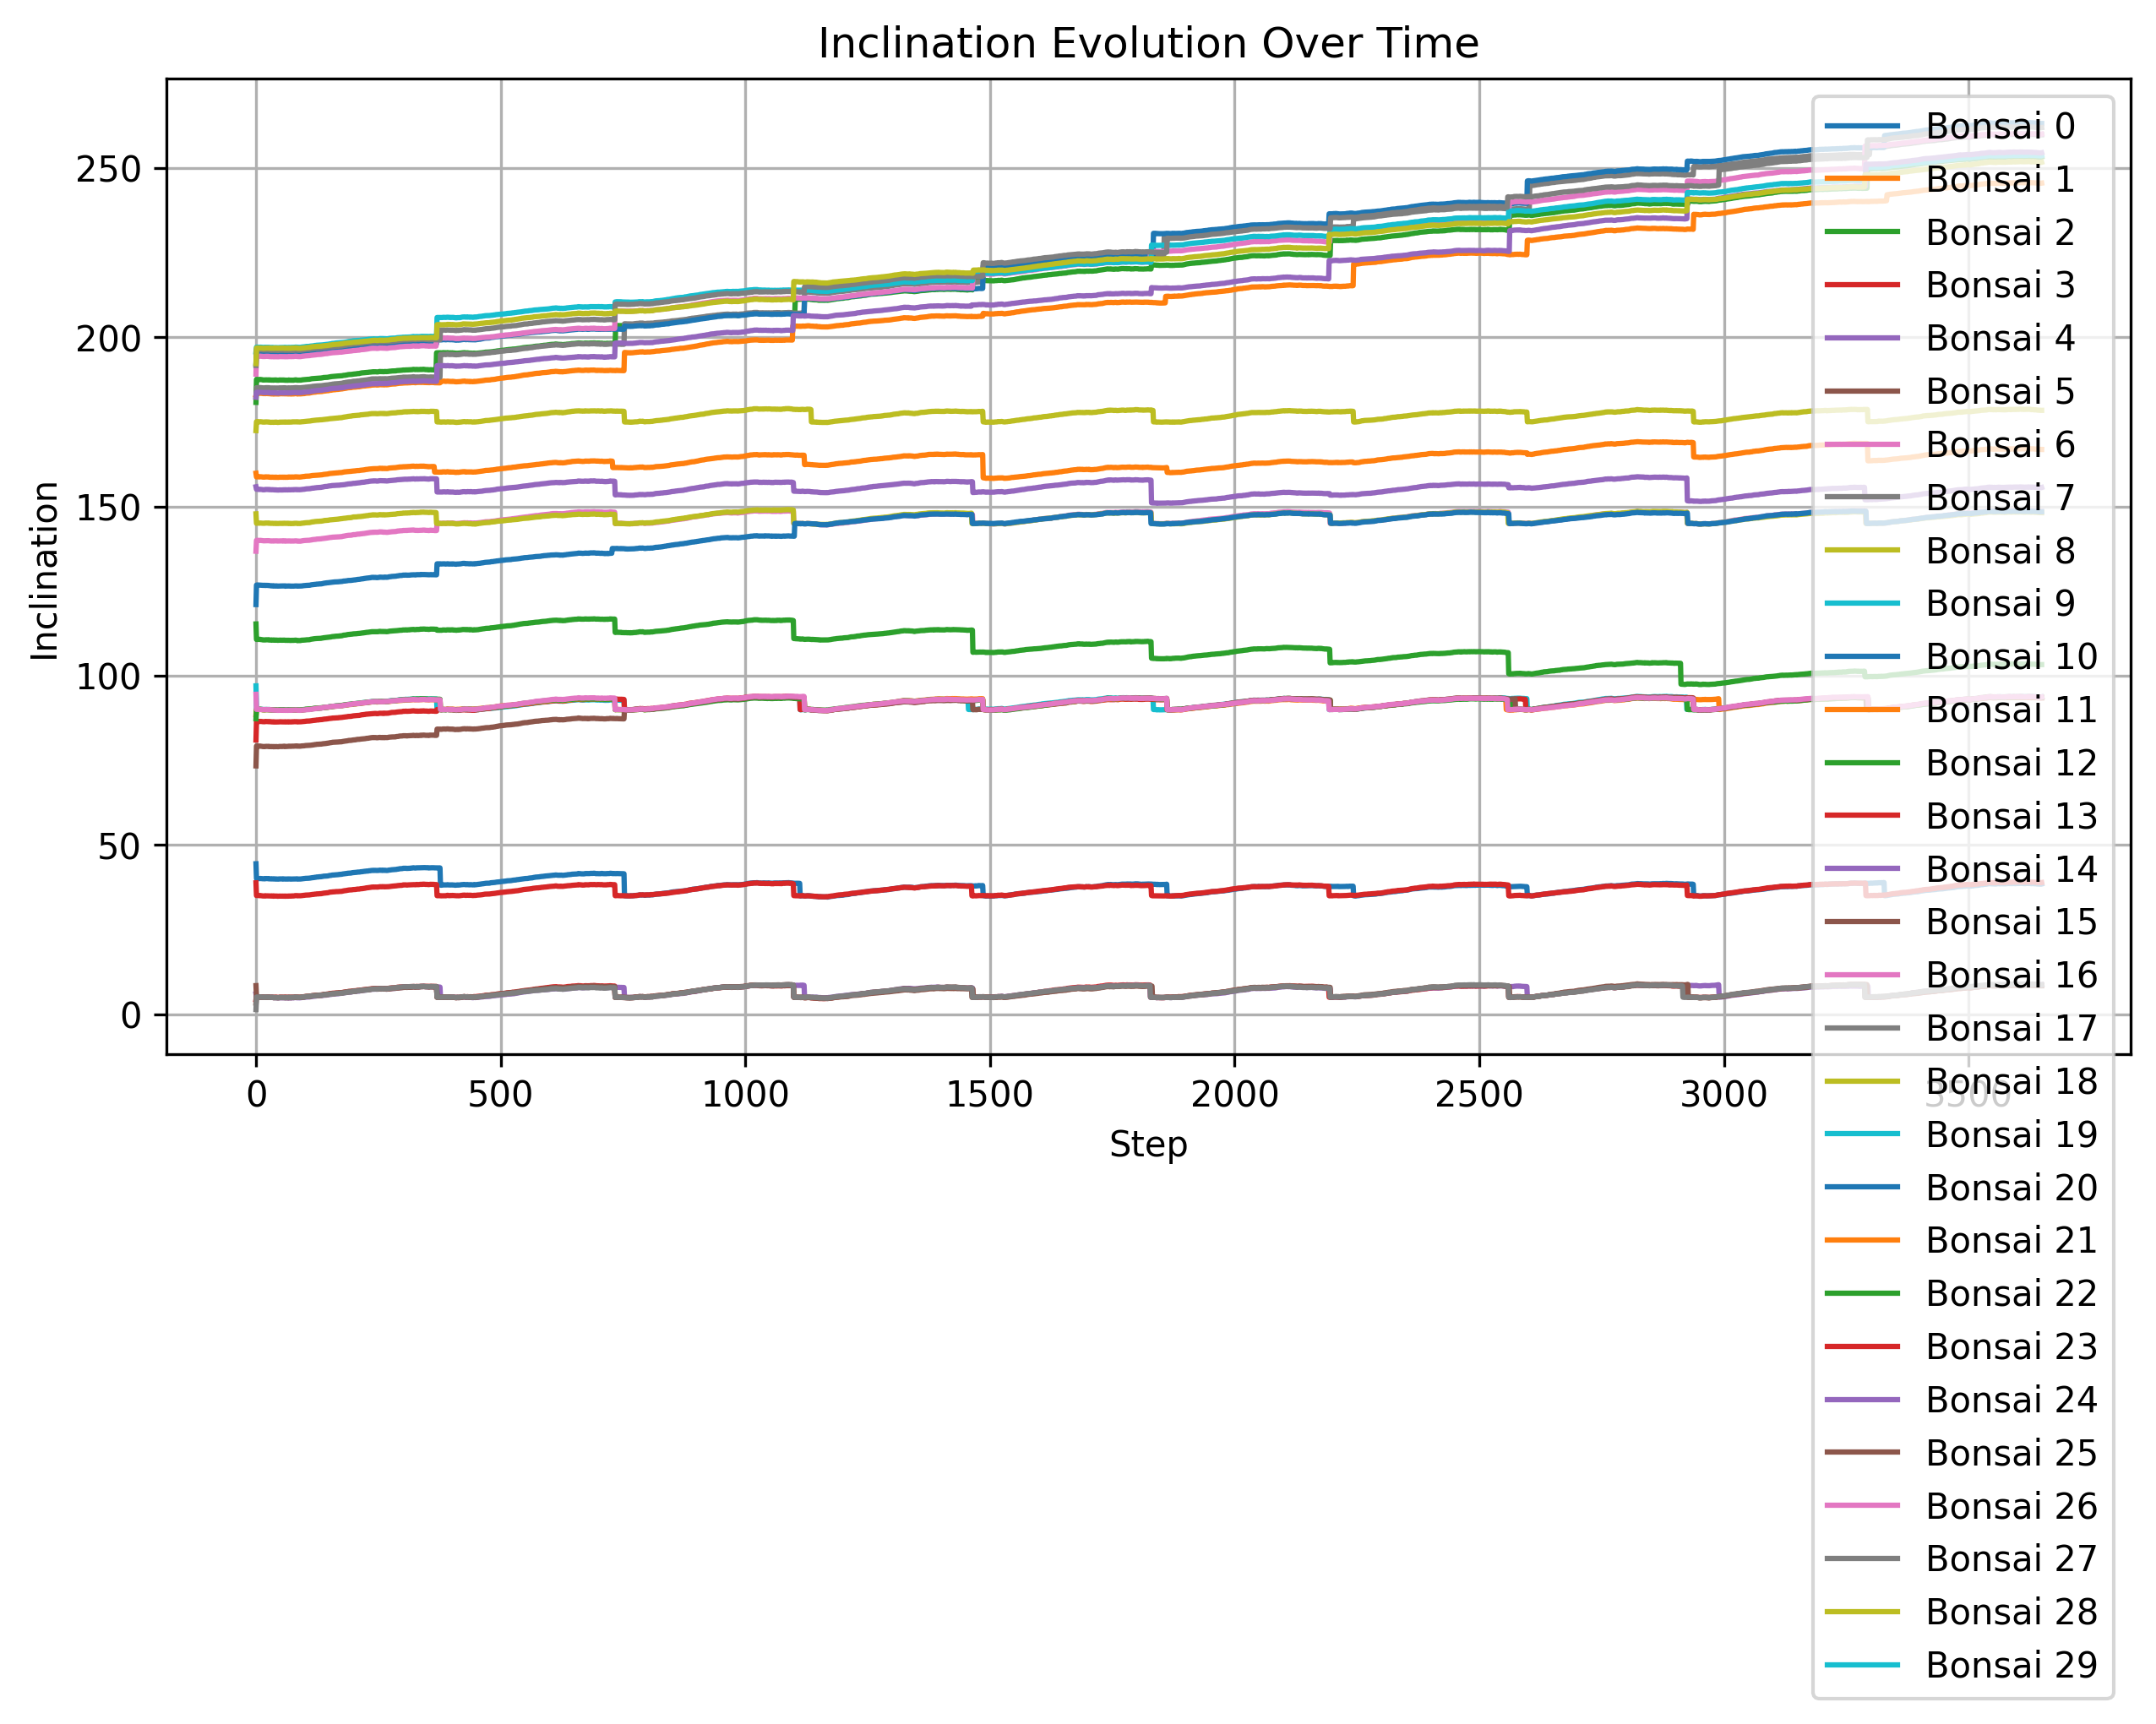 Inclination Evolution Over Time
Inclination
250
200
150
100
50
0
0 500 1000 1500 2000 2500 3000 3500
Step
Bonsai 0
Bonsai 1
Bonsai 2
Bonsai 3
Bonsai 4
Bonsai 5
Bonsai 6
Bonsai 7
Bonsai 8
Bonsai 9
Bonsai 10
Bonsai 11
Bonsai 12
Bonsai 13
Bonsai 14
Bonsai 15
Bonsai 16
Bonsai 17
Bonsai 18
Bonsai 19
Bonsai 20
Bonsai 21
Bonsai 22
Bonsai 23
Bonsai 24
Bonsai 25
Bonsai 26
Bonsai 27
Bonsai 28
Bonsai 29